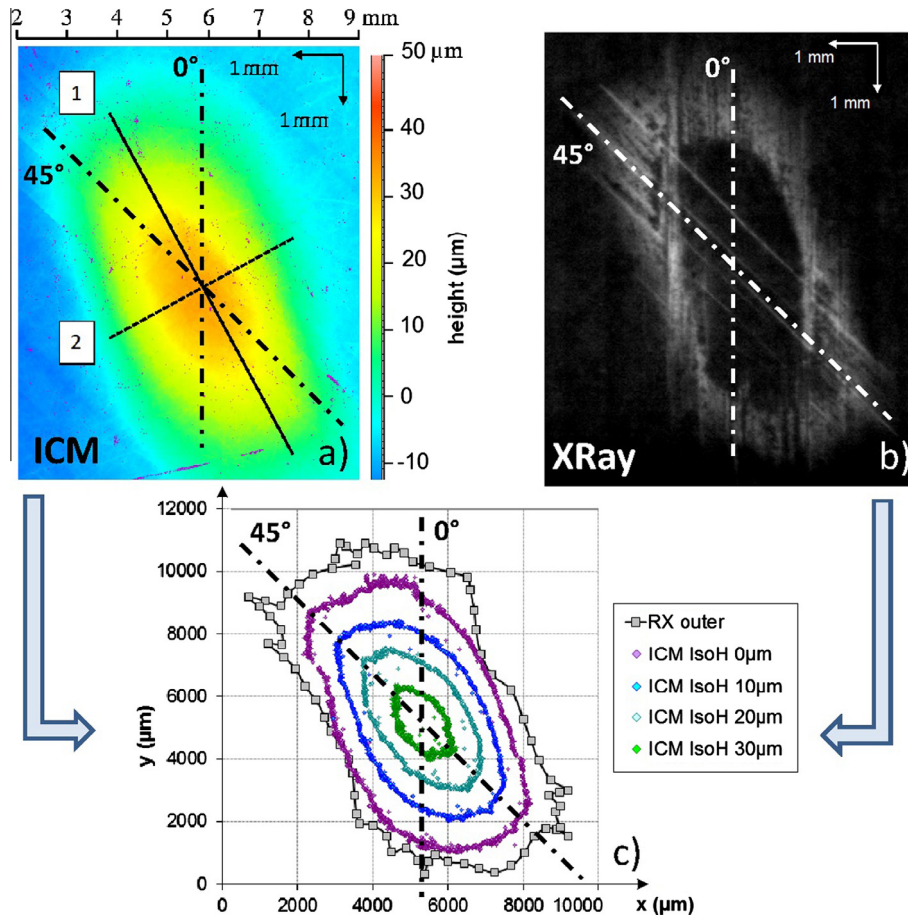 2 3 4 5 6 7 8 9 mm
0°
1 mm
1 mm
1
45°
2
ICM
a)
50 µm
40
30
20
10
0
-10
height (µm)
0°
1 mm
1 mm
45°
XRay
b)
12000
10000
8000
6000
4000
2000
0
y (µm)
45°
0°
c)
0 2000 4000 6000 8000 10000
x (µm)
RX outer
ICM IsoH 0µm
ICM IsoH 10µm
ICM IsoH 20µm
ICM IsoH 30µm